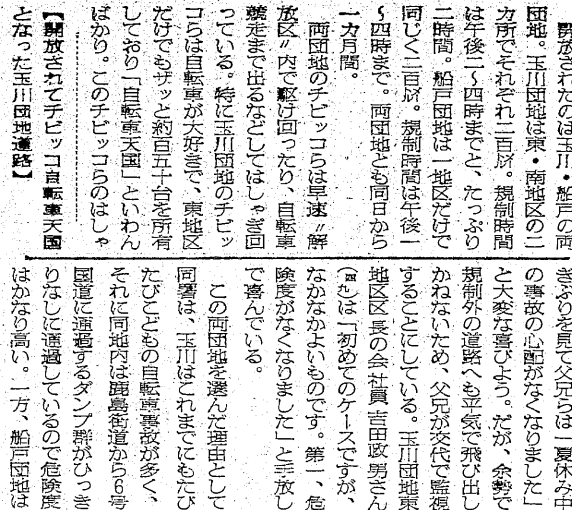 開放されたのは玉川・船戸の両
団地。玉川団地は東・南地区の二
カ所でそれぞれ二百㍍。規制時間
は午後二〜四時までと、たっぷり
二時間。船戸団地は一地区だけで
同じく二百㍍。規制時間は午後一
〜四時まで。両団地とも同日から
一カ月間。
両団地のチビッコらは早速〃解
放区〃内で駆け回ったり、自転車
競走まで出るなどしてはしゃぎ回
っている。特に玉川団地のチビッ
コらは自転車が大好きで、東地区
だけでもザッと約百五十台を所有
しており「自転車天国」といわん
ばかり。このチビッコらのはしゃ
【開放されてチビッコ自転車天国
となった玉川団地道路】
ぎぶりを見て父兄らは「夏休み中
の事故の心配がなくなりました」
と大変な喜びよう。だが、余勢で
規制外の道路へも平気で飛び出し
かねないため、父兄が交代で監視
することにしている。玉川団地東
地区区長の会社員吉田政男さん
(四九)は「初めてのケースですが、
なかなかよいものです。第一、危
険度がなくなりました」と手放し
で喜んでいる。
この両団地を選んだ理由として
同署は、玉川はこれまでにもたび
たびこどもの自転車事故が多く、
それに同地内は鹿島街道から6号
国道に通過するダンプ群がひっき
りなしに通過しているので危険度
はかなり高い。一方、船戸団地は